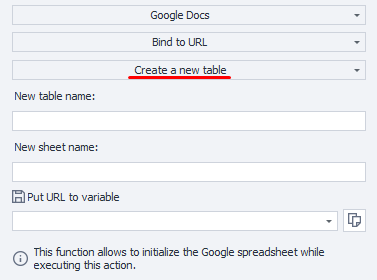 Google Docs
Bind to URL
Create a new table
New table name:
New sheet name:
Put URL to variable
This function allows to initialize the Google spreadsheet while
executing this action.